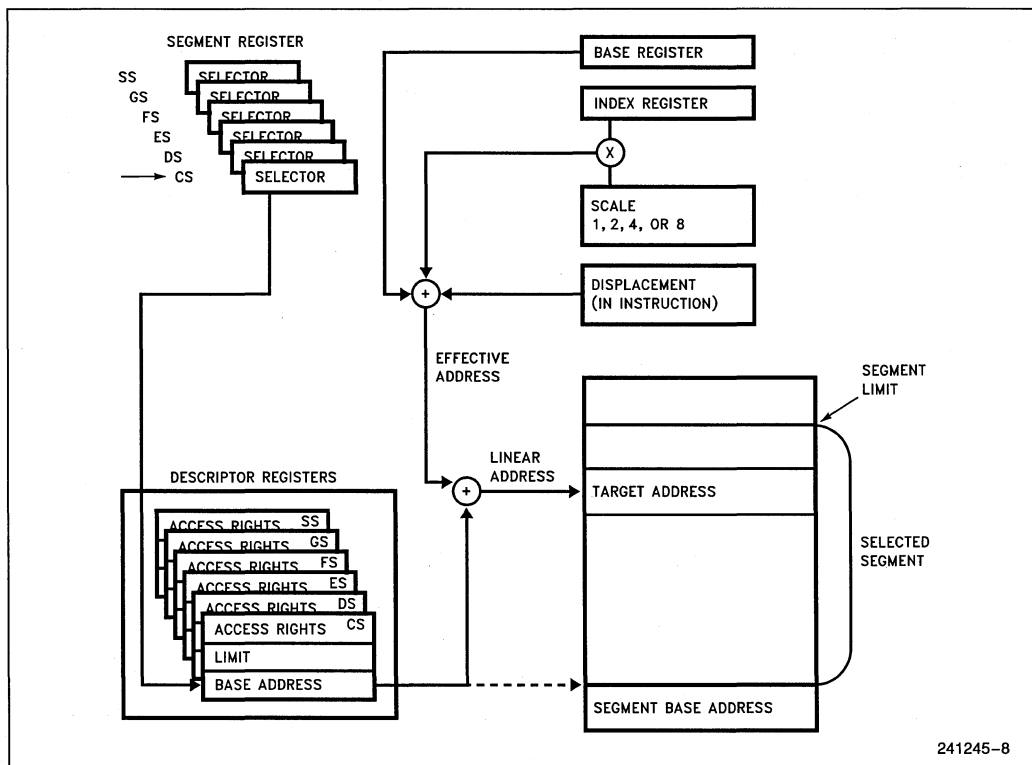 SEGMENT REGISTER
SS
GS
FS
ES
DS
CS
SELECTOR
SELECTOR
SELECTOR
SELECTOR
SELECTOR
SELECTOR
BASE REGISTER
INDEX REGISTER
X
SCALE
1, 2, 4, OR 8
DISPLACEMENT
(IN INSTRUCTION)
+
EFFECTIVE
ADDRESS
SEGMENT
LIMIT
LINEAR
ADDRESS
+
TARGET ADDRESS
SELECTED
SEGMENT
SEGMENT BASE ADDRESS
DESCRIPTOR REGISTERS
ACCESS RIGHTS SS
ACCESS RIGHTS GS
ACCESS RIGHTS FS
ACCESS RIGHTS ES
ACCESS RIGHTS DS
ACCESS RIGHTS CS
LIMIT
BASE ADDRESS
241245-8